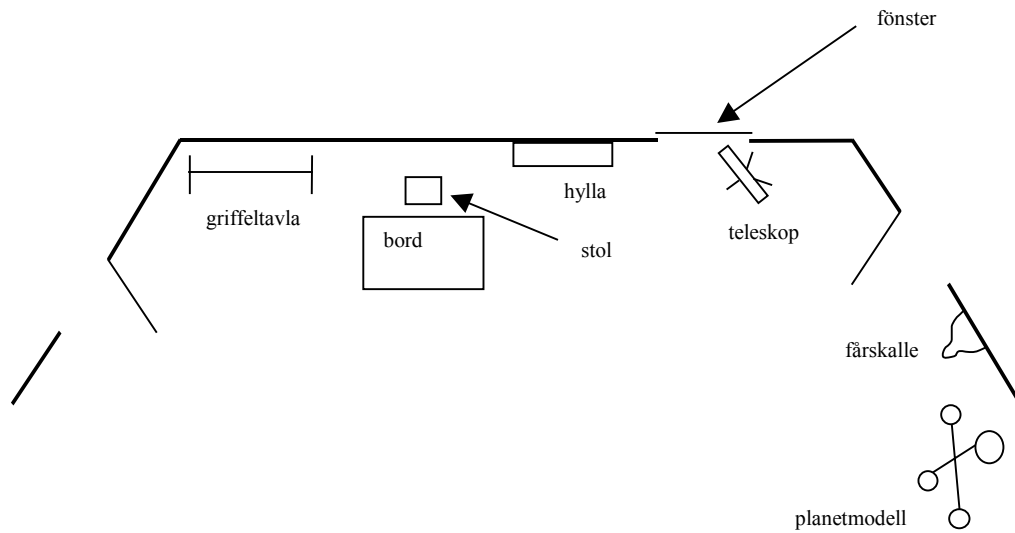 fönster
hylla
griffeltavla
teleskop
bord
stol
fårskalle
planetmodell